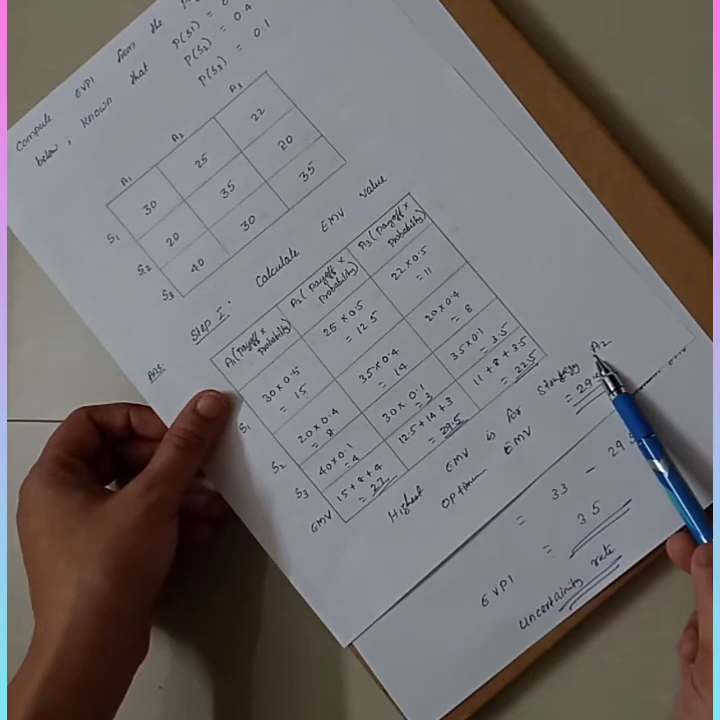 Compute EVPI from the
below; Known that P(S1) =
P(S2) = 0.4
P(S3) = 0.1
A1 A2 A3
S1 30 25 22
S2 20 35 20
S3 40 30 35
Ans: Step I: Calculate EMV value
A1 (Payoff x Probability) A2 (Payoff x Probability) A3 (Payoff x Probability)
S1 30 x 0.5 = 15 25 x 0.5 = 12.5 22 x 0.5 = 11
S2 20 x 0.4 = 8 35 x 0.4 = 14 20 x 0.4 = 8
S3 40 x 0.1 = 4 30 x 0.1 = 3 35 x 0.1 = 3.5
EMV 15 + 8 + 4 = 27 12.5 + 14 + 3 = 29.5 11 + 8 + 3.5 = 22.5
Highest EMV is for Strategy A2
Optimum EMV = 29.
= 33 - 29.
EVPI = 35
Uncertainity rate